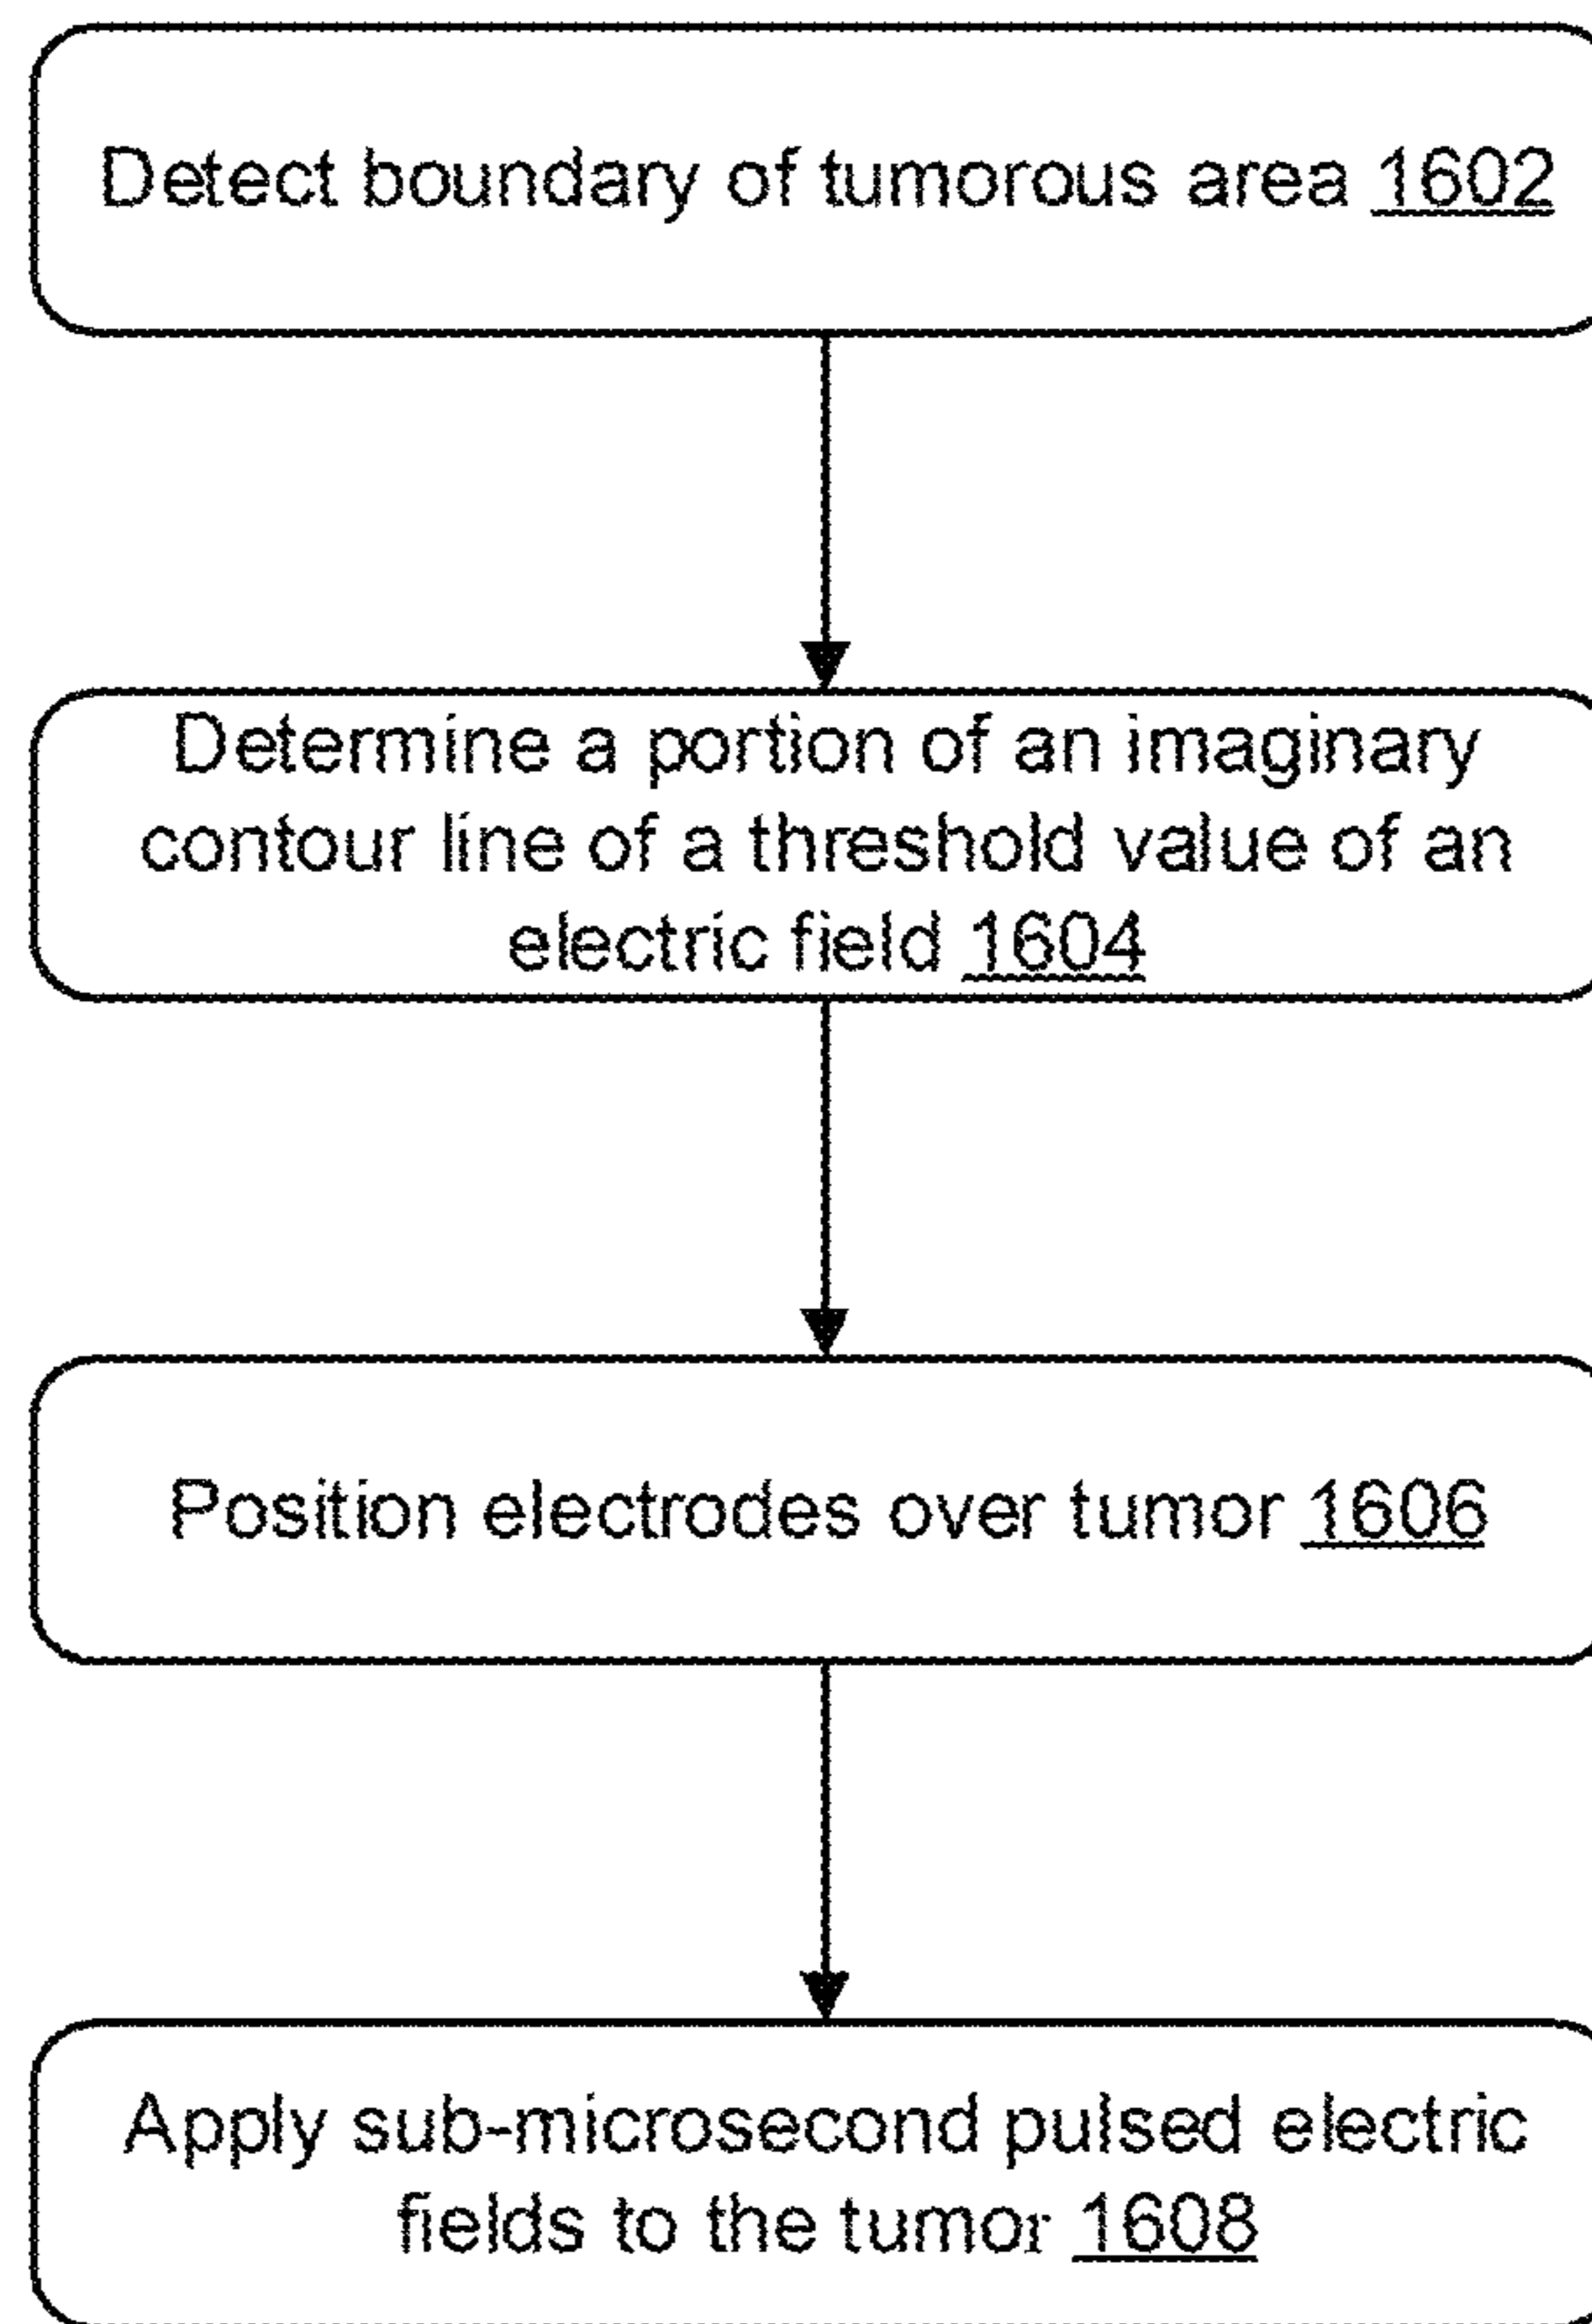 Detect boundary of tumorous area 1602
Determine a portion of an imaginary
contour line of a threshold value of an
electric field 1604
Position electrodes over tumor 1606
Apply sub-microsecond pulsed electric
fields to the tumor 1608